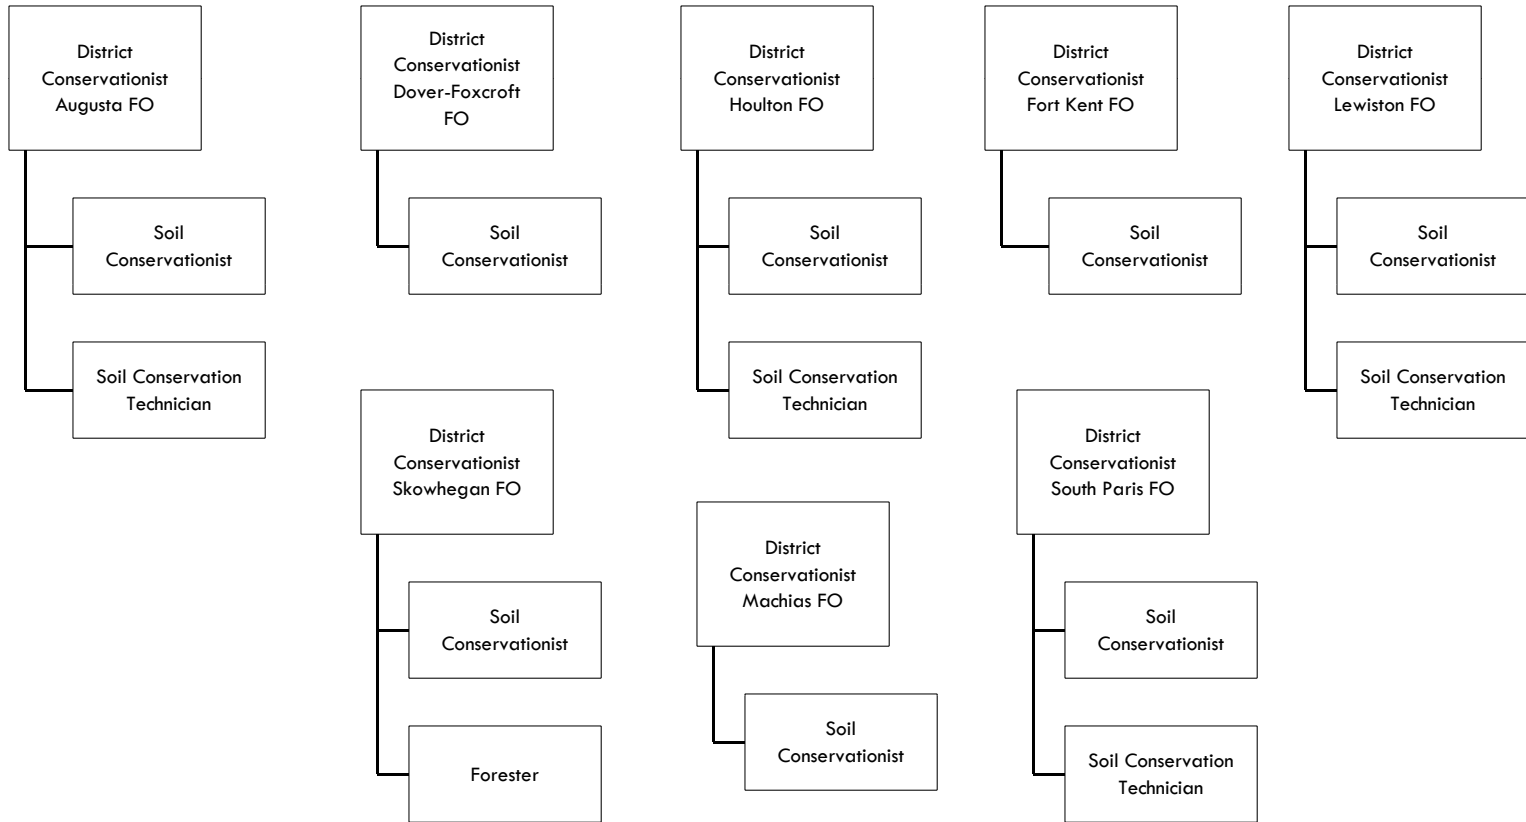 District
Conservationist
Augusta FO
Soil
Conservationist
Soil Conservation
Technician
District
Conservationist
Dover-Foxcroft
FO
Soil
Conservationist
District
Conservationist
Houlton FO
Soil
Conservationist
Soil Conservation
Technician
District
Conservationist
Fort Kent FO
Soil
Conservationist
District
Conservationist
Lewiston FO
Soil
Conservationist
Soil Conservation
Technician
District
Conservationist
Skowhegan FO
Soil
Conservationist
Forester
District
Conservationist
Machias FO
Soil
Conservationist
District
Conservationist
South Paris FO
Soil
Conservationist
Soil Conservation
Technician